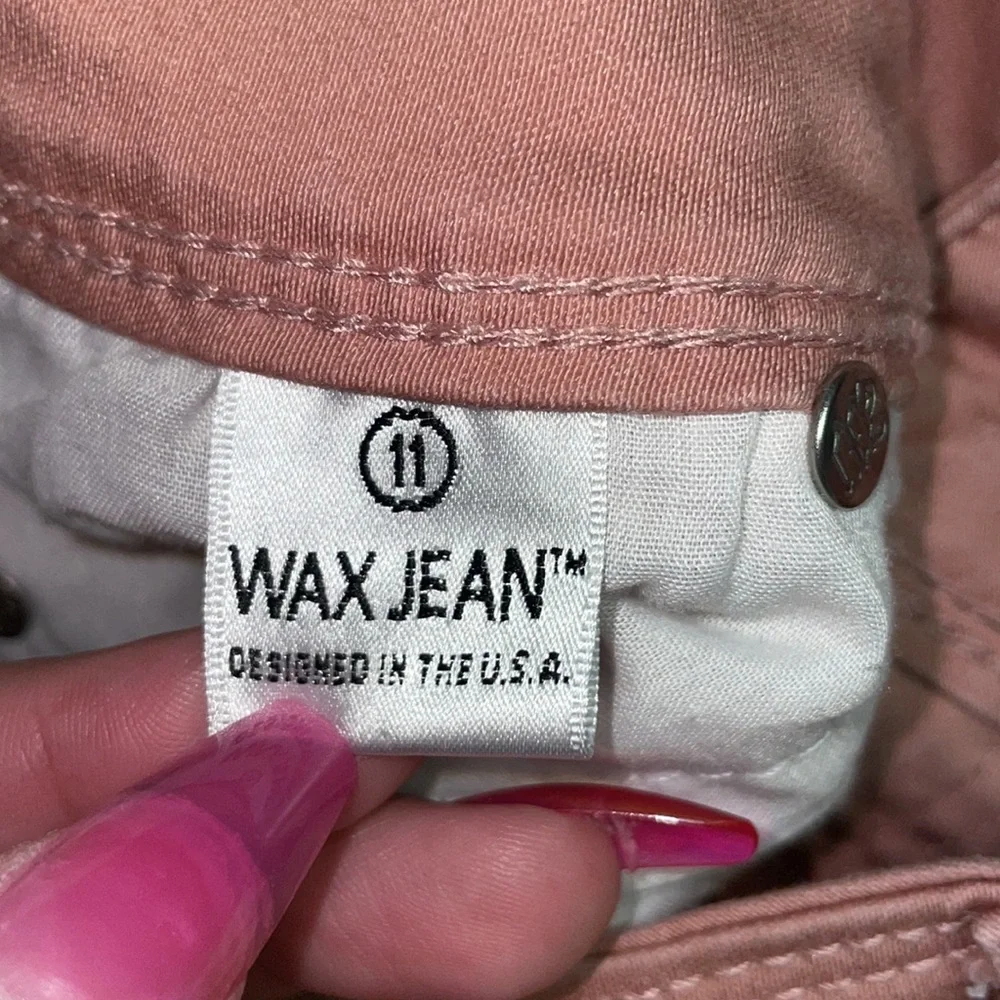 11
WAX JEAN™
DESIGNED IN THE U.S.A.